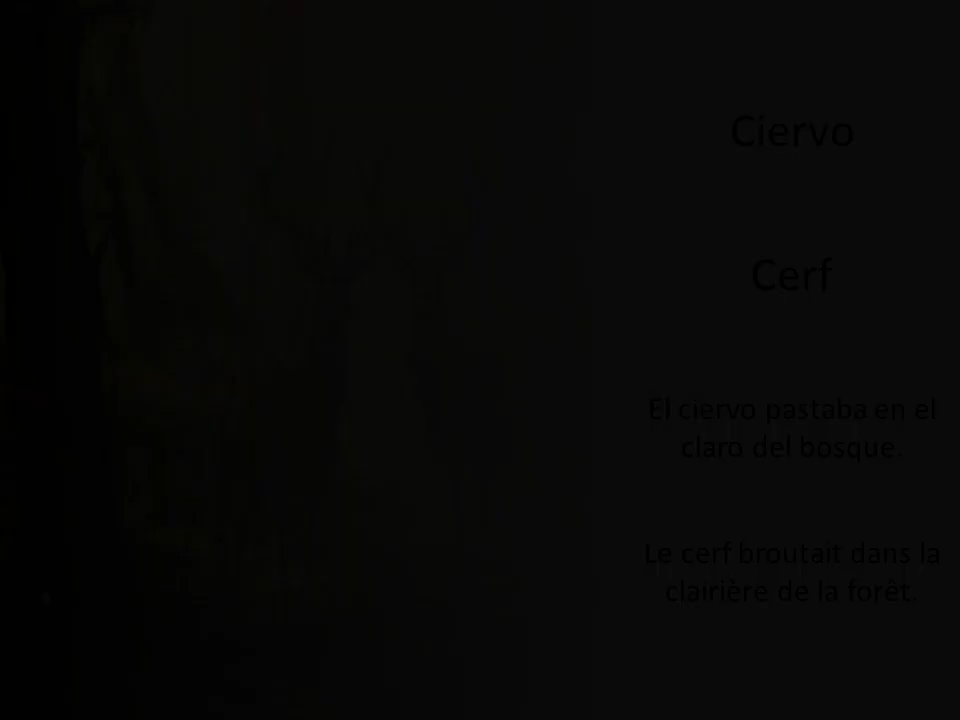 Ciervo
Cerf
El ciervo pastaba en el
claro del bosque.
Le cerf broutait dans la
clairière de la forêt.